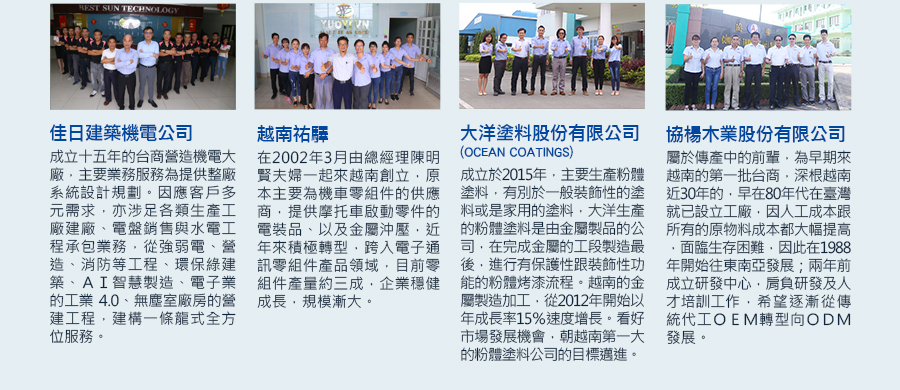 BEST SUN TECHNOLOGY
YUOYI VN
佳日建築機電公司
成立十五年的台商營造機電大
廠，主要業務服務為提供整廠
系統設計規劃。因應客戶多
元需求，亦涉足各類生產工
廠建廠、電盤銷售與水電工
程承包業務，從強弱電、營
造、消防等工程、環保綠建
築、ＡＩ智慧製造、電子業
的工業 4.0、無塵室廠房的營
建工程，建構一條龍式全方
位服務。
越南祐驛
在2002年3月由總經理陳明
賢夫婦一起來越南創立，原
本主要為機車零組件的供應
商，提供摩托車啟動零件的
電裝品、以及金屬沖壓，近
年來積極轉型，跨入電子通
訊零組件產品領域，目前零
組件產量約三成，企業穩健
成長，規模漸大。
大洋塗料股份有限公司
(OCEAN COATINGS)
成立於2015年，主要生產粉體
塗料，有別於一般裝飾性的塗
料或是家用的塗料，大洋生產
的粉體塗料是由金屬製品的公
司，在完成金屬的工段製造最
後，進行有保護性跟裝飾性功
能的粉體烤漆流程。越南的金
屬製造加工，從2012年開始以
年成長率15%速度增長。看好
市場發展機會，朝越南第一大
的粉體塗料公司的目標邁進。
協楊木業股份有限公司
屬於傳產中的前輩，為早期來
越南的第一批台商，深根越南
近30年的，早在80年代在臺灣
就已設立工廠，因人工成本跟
所有的原物料成本都大幅提高
，面臨生存困難，因此在1988
年開始往東南亞發展；兩年前
成立研發中心，肩負研發及人
才培訓工作，希望逐漸從傳
統代工ＯＥＭ轉型向ＯＤＭ
發展。